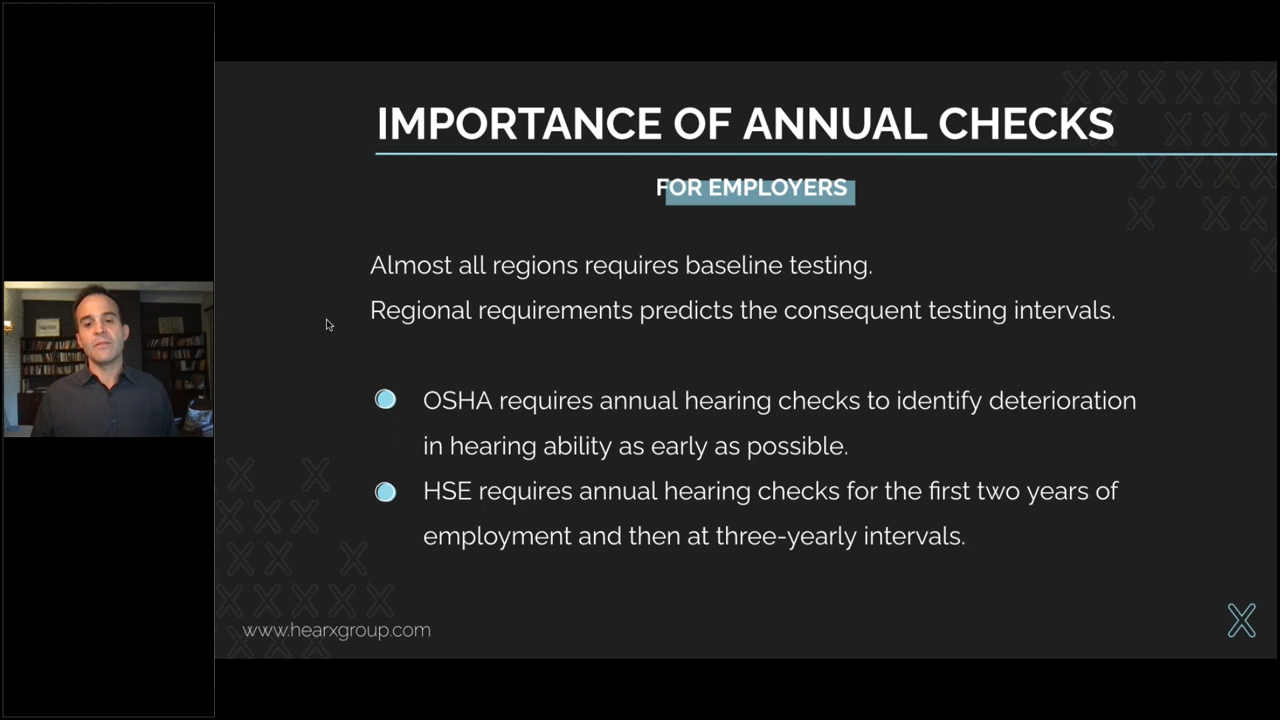 IMPORTANCE OF ANNUAL CHECKS
FOR EMPLOYERS
Almost all regions requires baseline testing.
Regional requirements predicts the consequent testing intervals.
OSHA requires annual hearing checks to identify deterioration
in hearing ability as early as possible.
HSE requires annual hearing checks for the first two years of
employment and then at three-yearly intervals.
www.hearxgroup.com